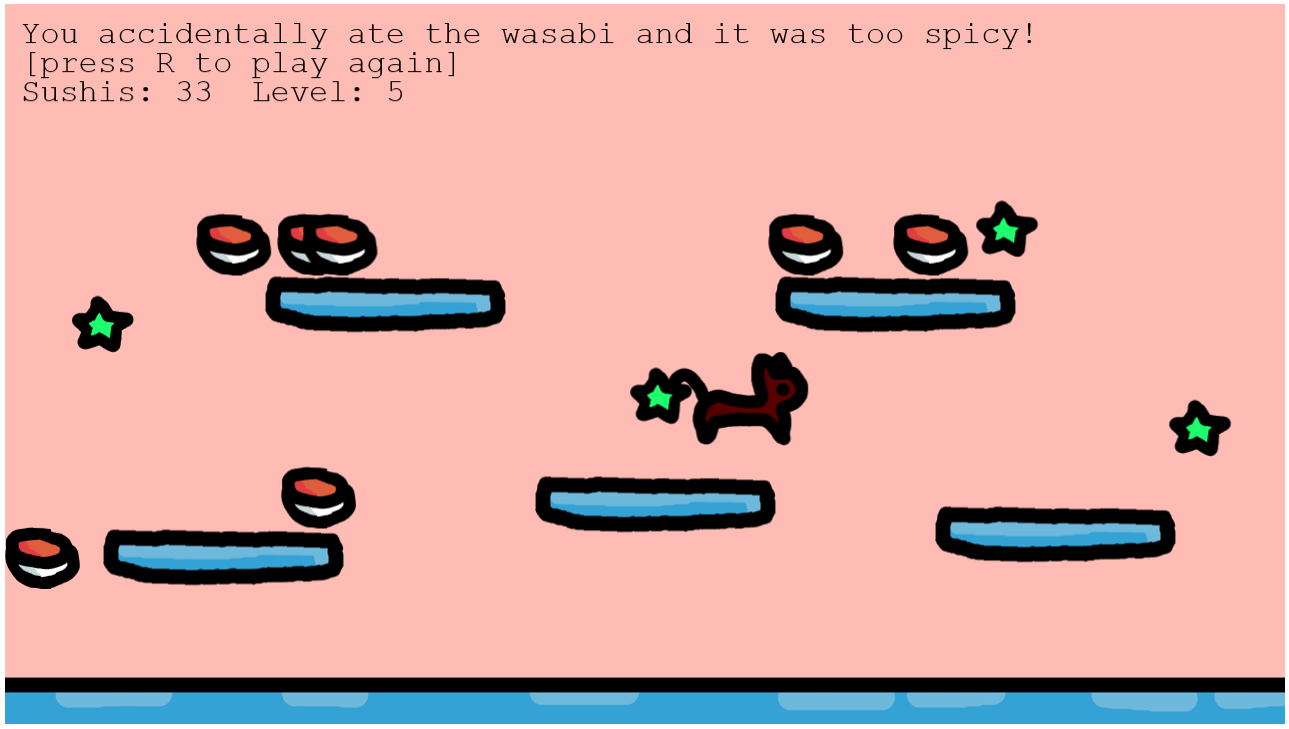 You accidentally ate the wasabi and it was too spicy!
[press R to play again]
Sushis: 33  Level: 5